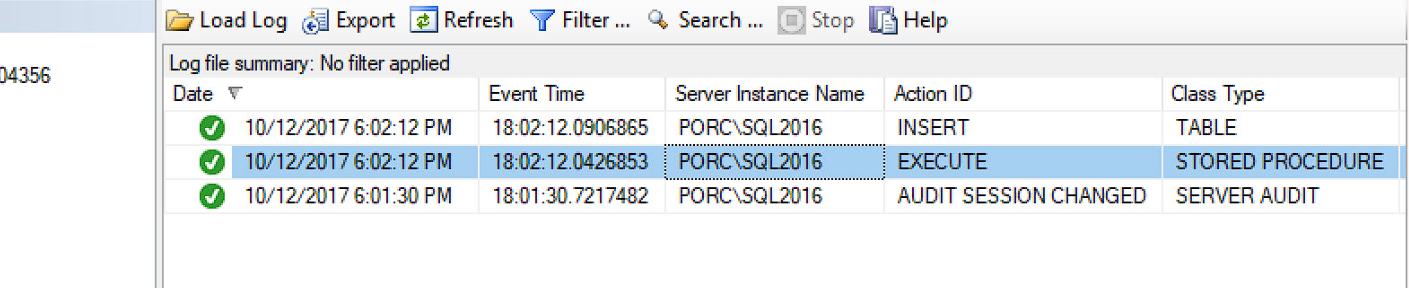 Load Log Export Refresh Filter ... Search ... Stop Help
04356
Log file summary: No filter applied
Date Event Time Server Instance Name Action ID Class Type
10/12/2017 6:02:12 PM 18:02:12.0906865 PORC\SQL2016 INSERT TABLE
10/12/2017 6:02:12 PM 18:02:12.0426853 PORC\SQL2016 EXECUTE STORED PROCEDURE
10/12/2017 6:01:30 PM 18:01:30.7217482 PORC\SQL2016 AUDIT SESSION CHANGED SERVER AUDIT